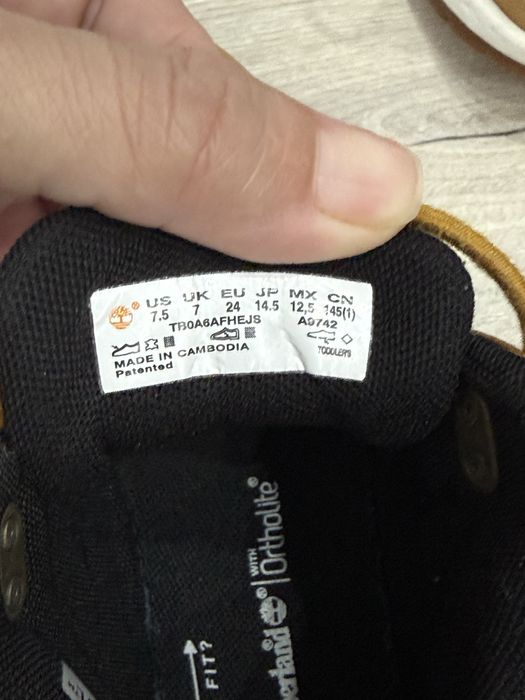 US UK EU JP MX CN
7.5 7 24 14.5 12,5 145(1)
TB0A6AFHEJS A9742
MADE IN CAMBODIA
Patented
TODDLERS
WITH
OrthoLite®
FIT?